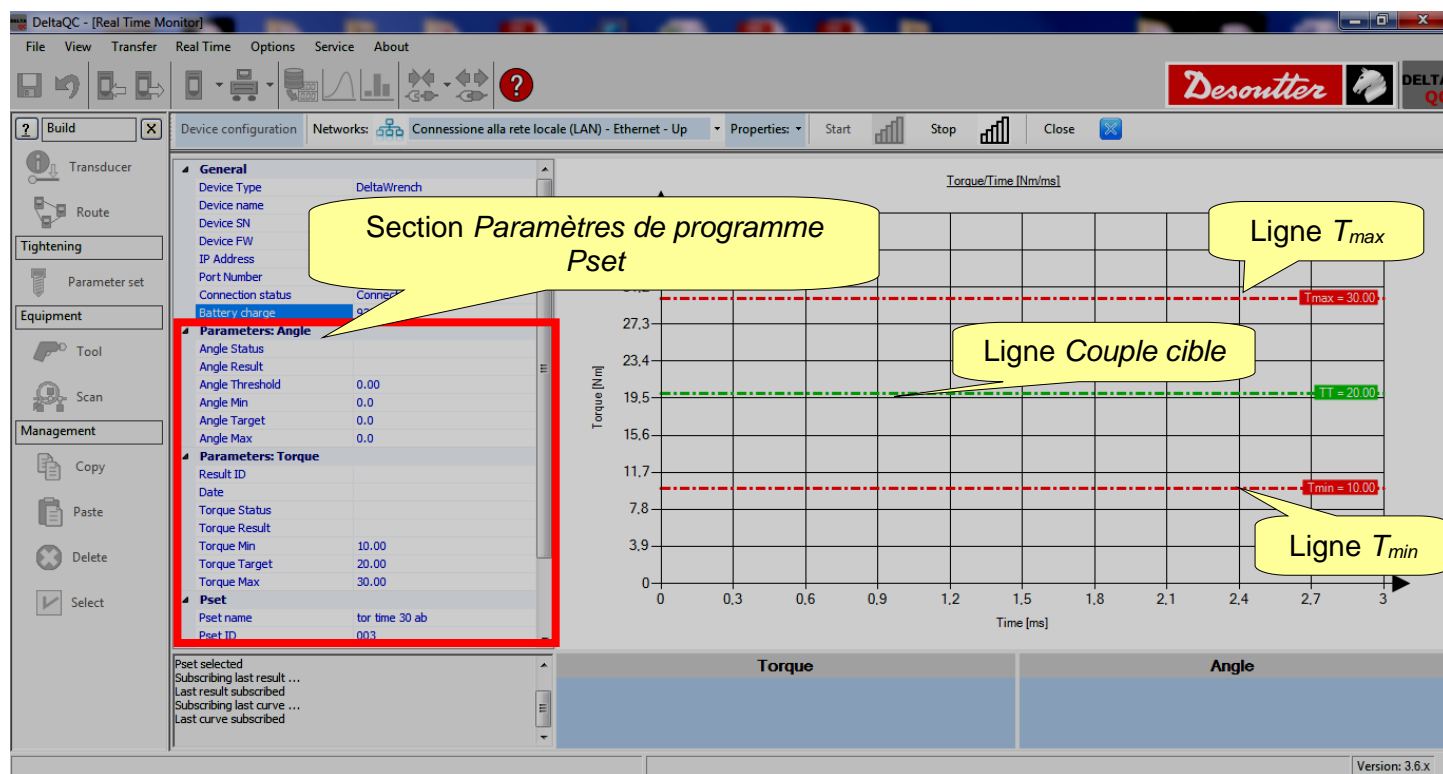 DeltaQC - [Real Time Monitor]
File View Transfer Real Time Options Service About
Desoutter
DELTA
QC
? Build X
Device configuration Networks: Connessione alla rete locale (LAN) - Ethernet - Up Properties: Start Stop Close
Transducer
Route
Tightening
Parameter set
Equipment
Tool
Scan
Management
Copy
Paste
Delete
Select
General
Device Type DeltaWrench
Device name
Device SN
Device FW
IP Address
Port Number
Connection status
Battery charge
Parameters: Angle
Angle Status
Angle Result
Angle Threshold 0.00
Angle Min 0.0
Angle Target 0.0
Angle Max 0.0
Parameters: Torque
Result ID
Date
Torque Status
Torque Result
Torque Min 10.00
Torque Target 20.00
Torque Max 30.00
Pset
Pset name tor time 30 ab
Pset ID 003
Section Paramètres de programme
Pset
Torque/Time [Nm/ms]
Ligne Tmax
Tmax = 30.00
Ligne Couple cible
TT = 20.00
Tmin = 10.00
Ligne Tmin
Torque [Nm]
27,3
23,4
19,5
15,6
11,7
7,8
3,9
0
0 0,3 0,6 0,9 1,2 1,5 1,8 2,1 2,4 2,7 3
Time [ms]
Pset selected
Subscribing last result ...
Last result subscribed
Subscribing last curve ...
Last curve subscribed
Torque Angle
Version: 3.6.x